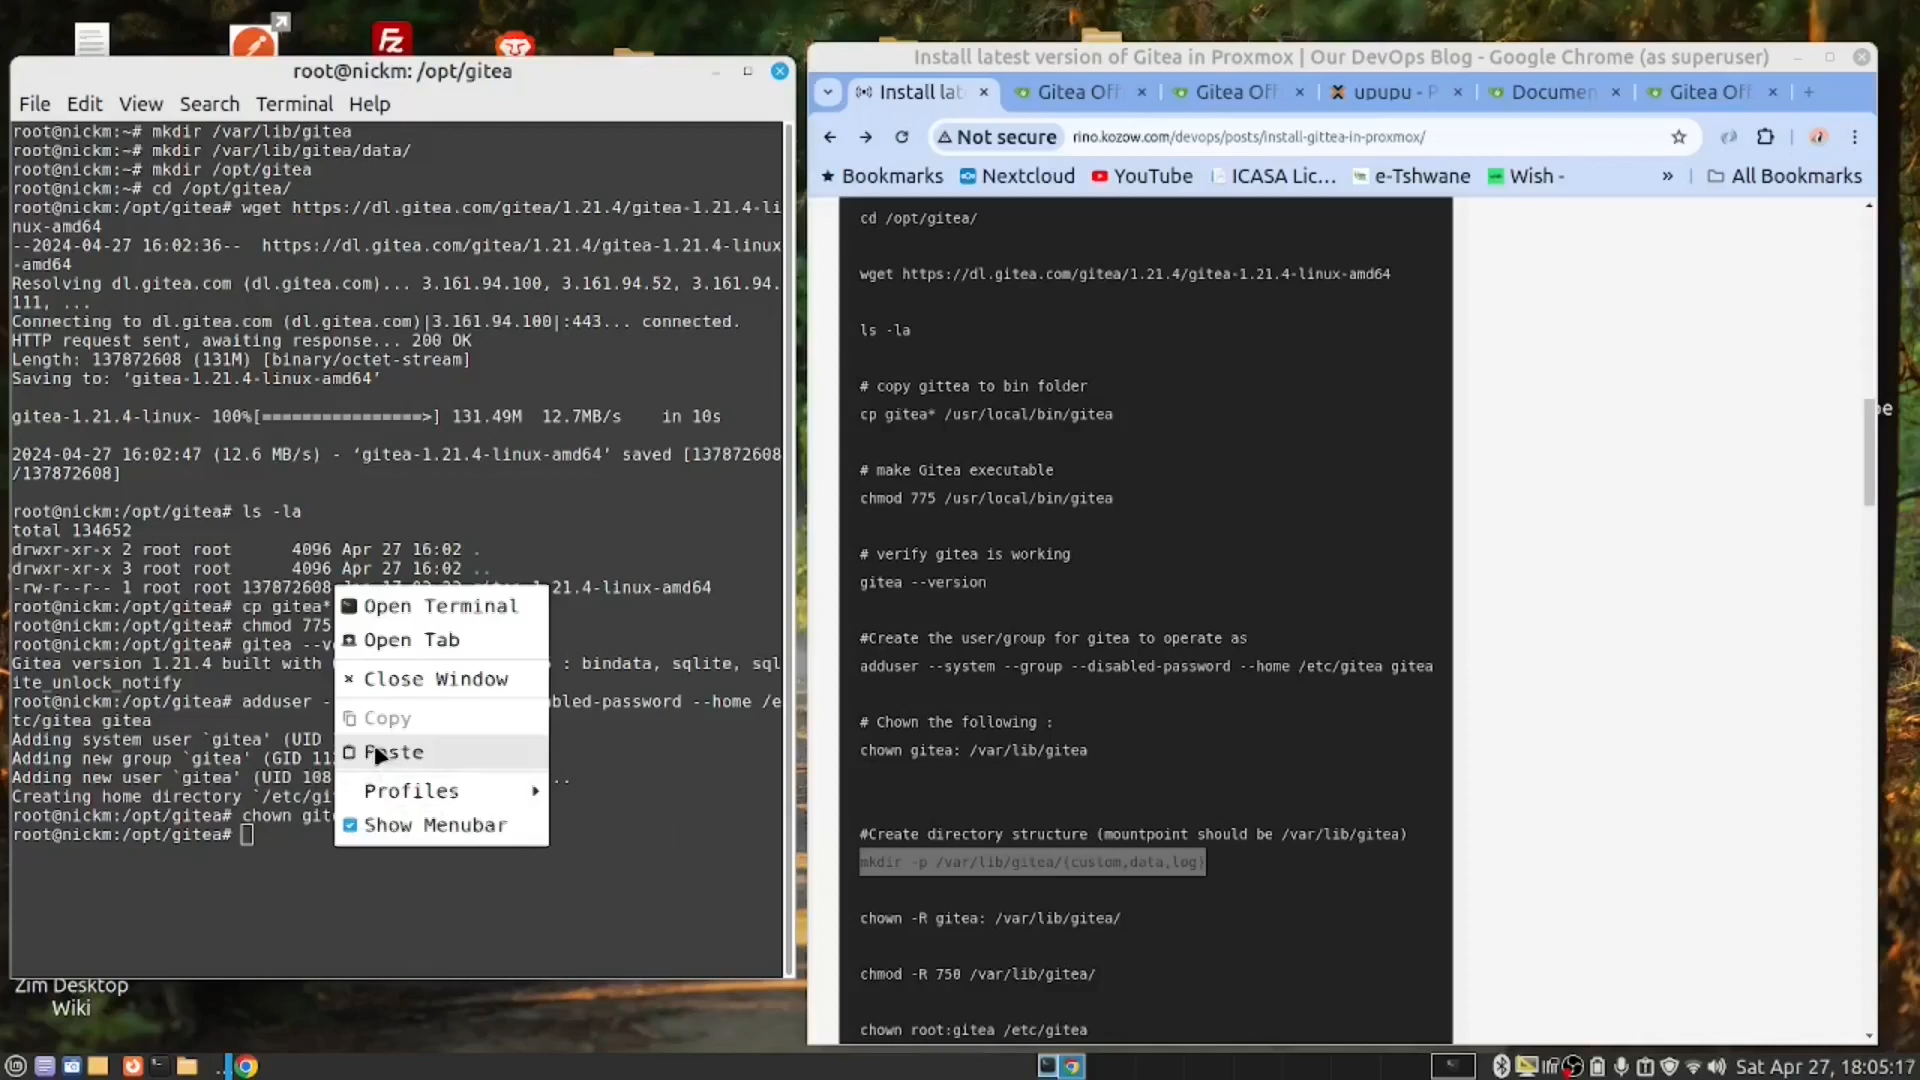 root@nickm: /opt/gitea
File Edit View Search Terminal Help
root@nickm:~# mkdir /var/lib/gitea
root@nickm:~# mkdir /var/lib/gitea/data/
root@nickm:~# mkdir /opt/gitea
root@nickm:~# cd /opt/gitea/
root@nickm:/opt/gitea# wget https://dl.gitea.com/gitea/1.21.4/gitea-1.21.4-li
nux-amd64
--2024-04-27 16:02:36-- https://dl.gitea.com/gitea/1.21.4/gitea-1.21.4-linux
-amd64
Resolving dl.gitea.com (dl.gitea.com)... 3.161.94.100, 3.161.94.52, 3.161.94.
111, ...
Connecting to dl.gitea.com (dl.gitea.com)|3.161.94.100|:443... connected.
HTTP request sent, awaiting response... 200 OK
Length: 137872608 (131M) [binary/octet-stream]
Saving to: ‘gitea-1.21.4-linux-amd64’
gitea-1.21.4-linux- 100%[================>] 131.49M 12.7MB/s in 10s
2024-04-27 16:02:47 (12.6 MB/s) - ‘gitea-1.21.4-linux-amd64’ saved [137872608
/137872608]
root@nickm:/opt/gitea# ls -la
total 134652
drwxr-xr-x 2 root root 4096 Apr 27 16:02 .
drwxr-xr-x 3 root root 4096 Apr 27 16:02 ..
-rw-r--r-- 1 root root 137872608 21.4-linux-amd64
root@nickm:/opt/gitea# cp gitea*
root@nickm:/opt/gitea# chmod 775
root@nickm:/opt/gitea# gitea --v
Gitea version 1.21.4 built with : bindata, sqlite, sql
ite_unlock_notify
root@nickm:/opt/gitea# adduser - bled-password --home /e
tc/gitea gitea
Adding system user `gitea' (UID
Adding new group `gitea' (GID 11
Adding new user `gitea' (UID 108 ..
Creating home directory `/etc/gi
root@nickm:/opt/gitea# chown git
root@nickm:/opt/gitea#
Open Terminal
Open Tab
Close Window
Copy
Paste
Profiles
Show Menubar
Zim Desktop
Wiki
Install latest version of Gitea in Proxmox | Our DevOps Blog - Google Chrome (as superuser)
Install lat Gitea Off Gitea Off upupu - P Documen Gitea Off
Not secure rino.kozow.com/devops/posts/install-gittea-in-proxmox/
Bookmarks Nextcloud YouTube ICASA Lic... e-Tshwane Wish - » All Bookmarks
cd /opt/gitea/
wget https://dl.gitea.com/gitea/1.21.4/gitea-1.21.4-linux-amd64
ls -la
# copy gittea to bin folder
cp gitea* /usr/local/bin/gitea
# make Gitea executable
chmod 775 /usr/local/bin/gitea
# verify gitea is working
gitea --version
#Create the user/group for gitea to operate as
adduser --system --group --disabled-password --home /etc/gitea gitea
# Chown the following :
chown gitea: /var/lib/gitea
#Create directory structure (mountpoint should be /var/lib/gitea)
mkdir -p /var/lib/gitea/{custom,data,log}
chown -R gitea: /var/lib/gitea/
chmod -R 750 /var/lib/gitea/
chown root:gitea /etc/gitea
Sat Apr 27, 18:05:17